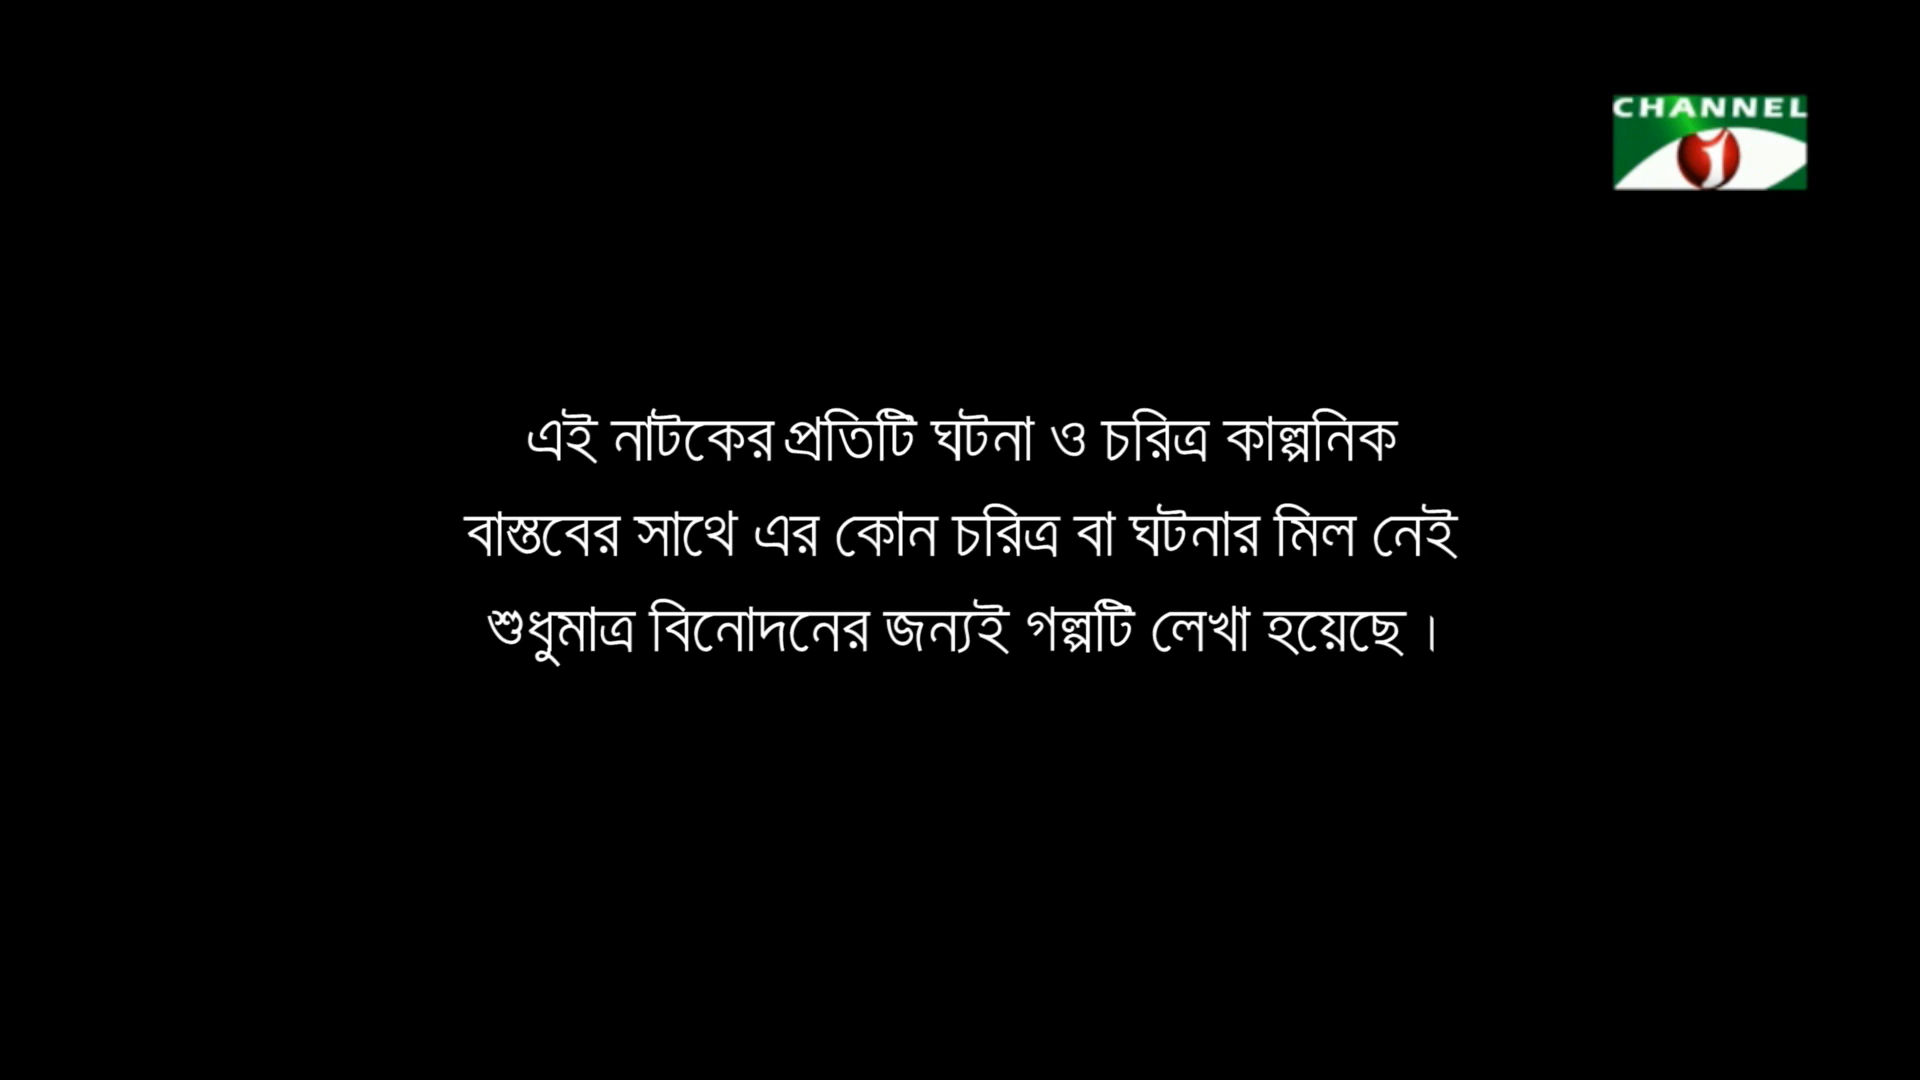 CHANNEL
i
এই নাটকের প্রতিটি ঘটনা ও চরিত্র কাল্পনিক
বাস্তবের সাথে এর কোন চরিত্র বা ঘটনার মিল নেই
শুধুমাত্র বিনোদনের জন্যই গল্পটি লেখা হয়েছে ।